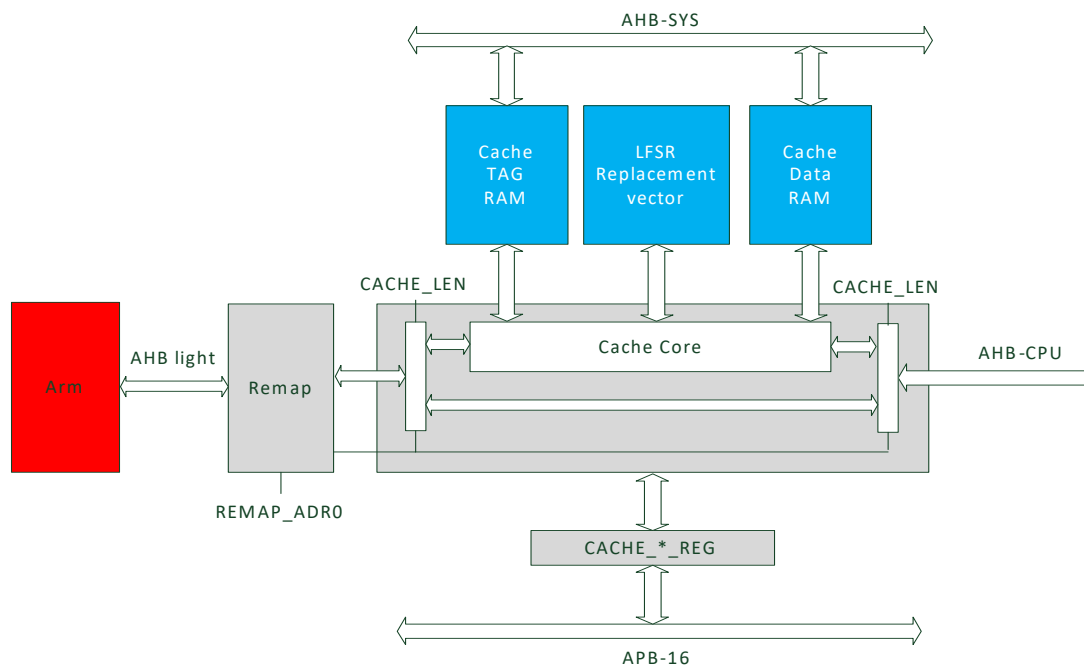 AHB-SYS
Cache
TAG
RAM
LFSR
Replacement
vector
Cache
Data
RAM
CACHE_LEN
CACHE_LEN
Arm
AHB light
Remap
Cache Core
AHB-CPU
REMAP_ADR0
CACHE_*_REG
APB-16